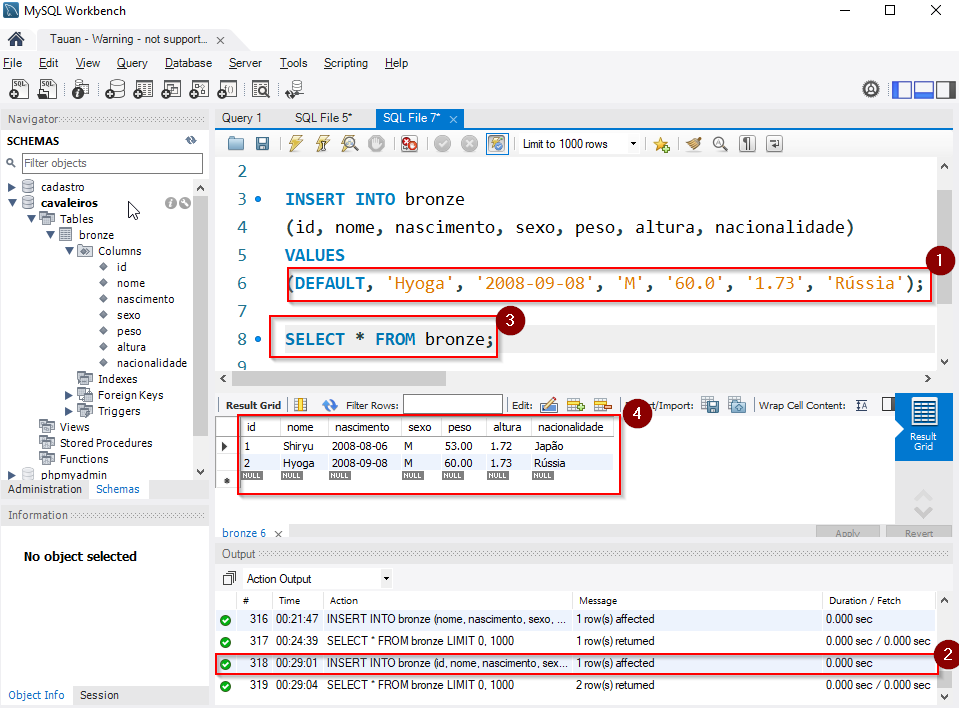 MySQL Workbench
Tauan - Warning - not support...
File Edit View Query Database Server Tools Scripting Help
Navigator
SCHEMAS
Filter objects
cadastro
cavaleiros
Tables
bronze
Columns
id
nome
nascimento
sexo
peso
altura
nacionalidade
Indexes
Foreign Keys
Triggers
Views
Stored Procedures
Functions
phpmyadmin
Administration Schemas
Information
No object selected
Object Info Session
Query 1 SQL File 5* SQL File 7*
Limit to 1000 rows
2
3 INSERT INTO bronze
4 (id, nome, nascimento, sexo, peso, altura, nacionalidade)
5 VALUES
6 (DEFAULT, 'Hyoga', '2008-09-08', 'M', '60.0', '1.73', 'Rússia');
7
8 SELECT * FROM bronze;
9
1
3
Result Grid Filter Rows: Edit: /Import: Wrap Cell Content:
4
id nome nascimento sexo peso altura nacionalidade
1 Shiryu 2008-08-06 M 53.00 1.72 Japão
2 Hyoga 2008-09-08 M 60.00 1.73 Rússia
NULL NULL NULL NULL NULL NULL NULL
Result
Grid
bronze 6 Apply Revert
Output
Action Output
# Time Action Message Duration / Fetch
316 00:21:47 INSERT INTO bronze (nome, nascimento, sexo, ... 1 row(s) affected 0.000 sec
317 00:24:39 SELECT * FROM bronze LIMIT 0, 1000 1 row(s) returned 0.000 sec / 0.000 sec
318 00:29:01 INSERT INTO bronze (id, nome, nascimento, sex... 1 row(s) affected 0.000 sec
2
319 00:29:04 SELECT * FROM bronze LIMIT 0, 1000 2 row(s) returned 0.000 sec / 0.000 sec